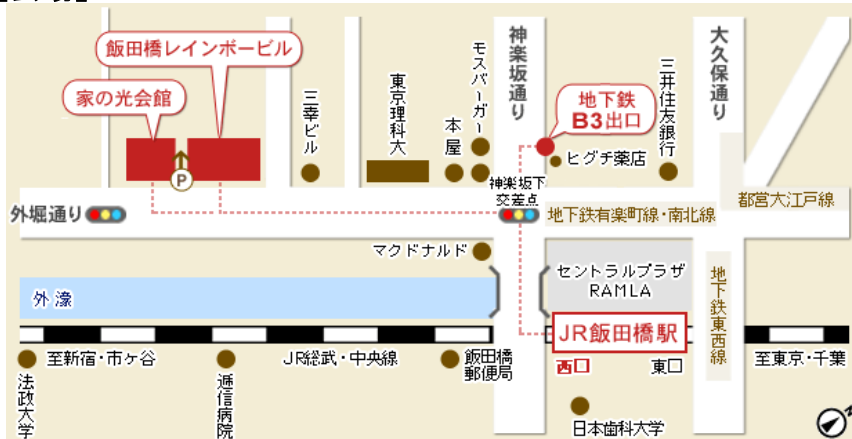 飯田橋レインボービル
家の光会館
P
三幸ビル
東京理科大
本屋
モスバーガー
神楽坂通り
地下鉄
B3出口
ヒグチ薬店
三井住友銀行
大久保通り
外堀通り
神楽坂下
交差点
地下鉄有楽町線・南北線
都営大江戸線
マクドナルド
セントラルプラザ
RAMLA
地下鉄東西線
外濠
JR飯田橋駅
至新宿・市ヶ谷
JR総武・中央線
飯田橋
郵便局
西口
東口
至東京・千葉
法政大学
逓信病院
日本歯科大学
N